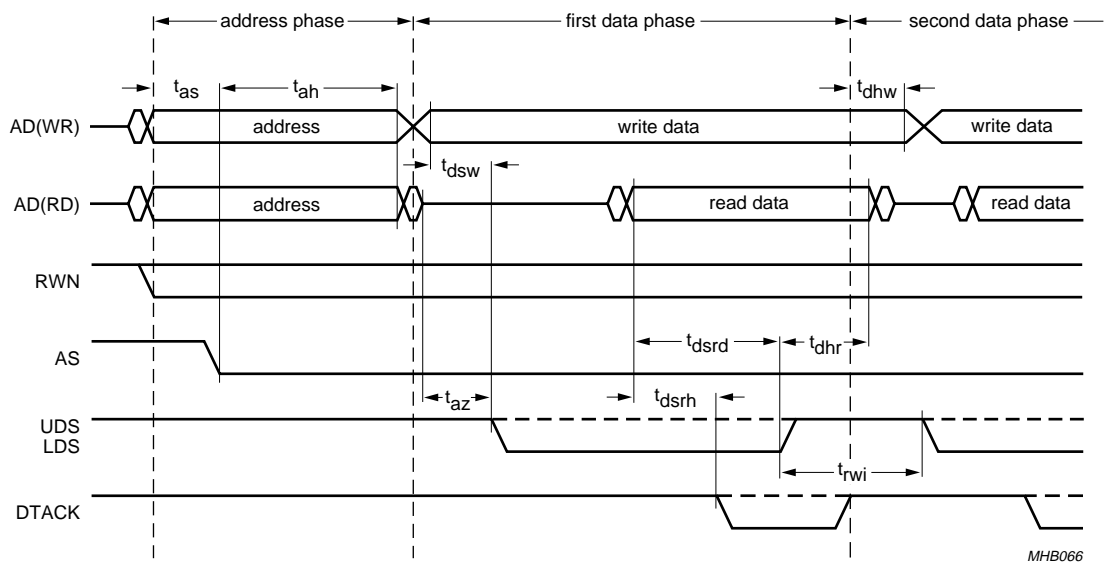 address phase first data phase second data phase
tas tah tdhw
AD(WR) address write data write data
tdsw
AD(RD) address read data read data
RWN
tdsrd tdhr
AS
taz tdsrh
UDS
LDS
trwi
DTACK
MHB066